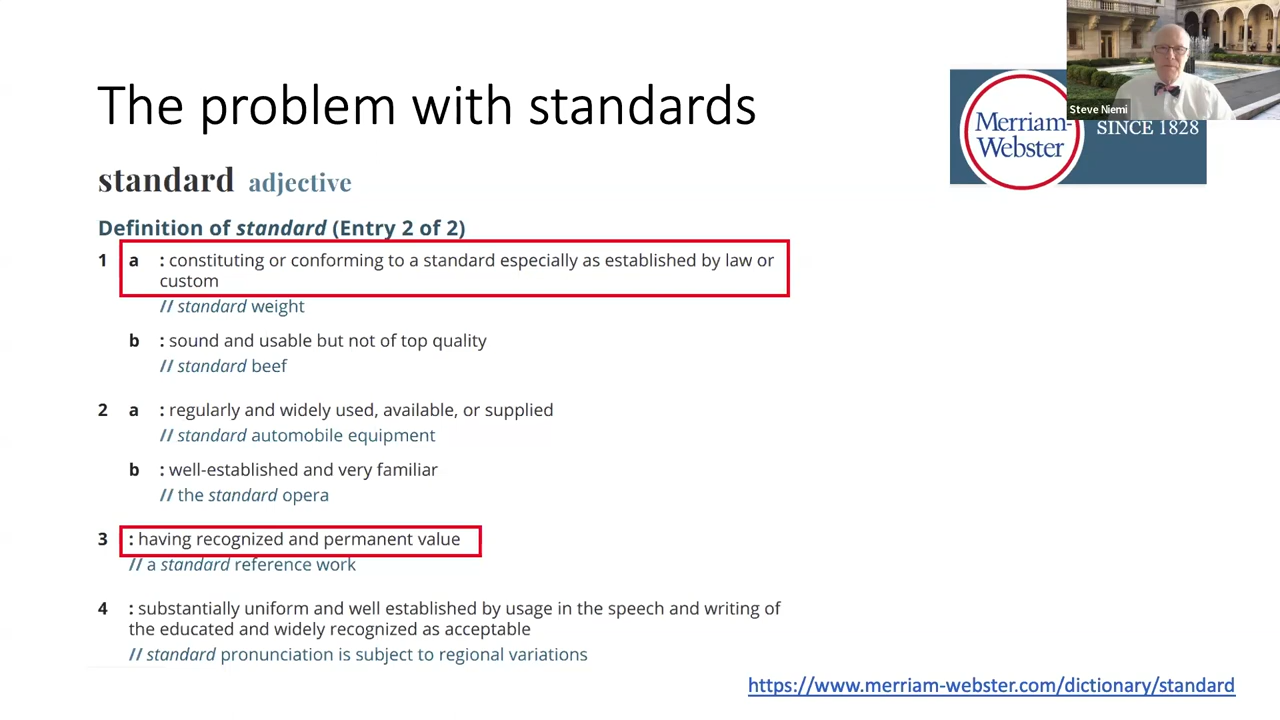 The problem with standards
Merriam-
Webster
SINCE 1828
Steve Niemi
standard adjective
Definition of standard (Entry 2 of 2)
1 a : constituting or conforming to a standard especially as established by law or
custom
// standard weight
b : sound and usable but not of top quality
// standard beef
2 a : regularly and widely used, available, or supplied
// standard automobile equipment
b : well-established and very familiar
// the standard opera
3 : having recognized and permanent value
// a standard reference work
4 : substantially uniform and well established by usage in the speech and writing of
the educated and widely recognized as acceptable
// standard pronunciation is subject to regional variations
https://www.merriam-webster.com/dictionary/standard